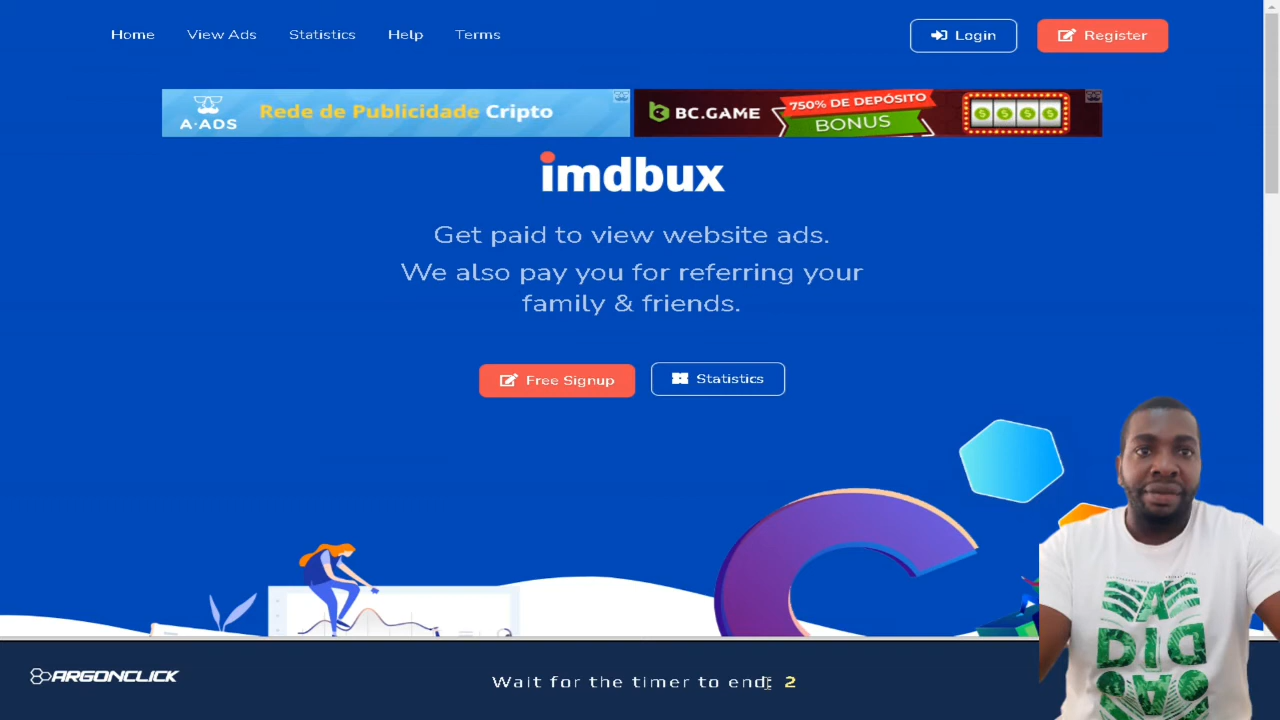 Home View Ads Statistics Help Terms Login Register
A-ADS Rede de Publicidade Cripto
BC.GAME 750% DE DEPÓSITO BONUS
imdbux
Get paid to view website ads.
We also pay you for referring your
family & friends.
Free Signup Statistics
ADIDAS
ARGONCLICK Wait for the timer to end: 2